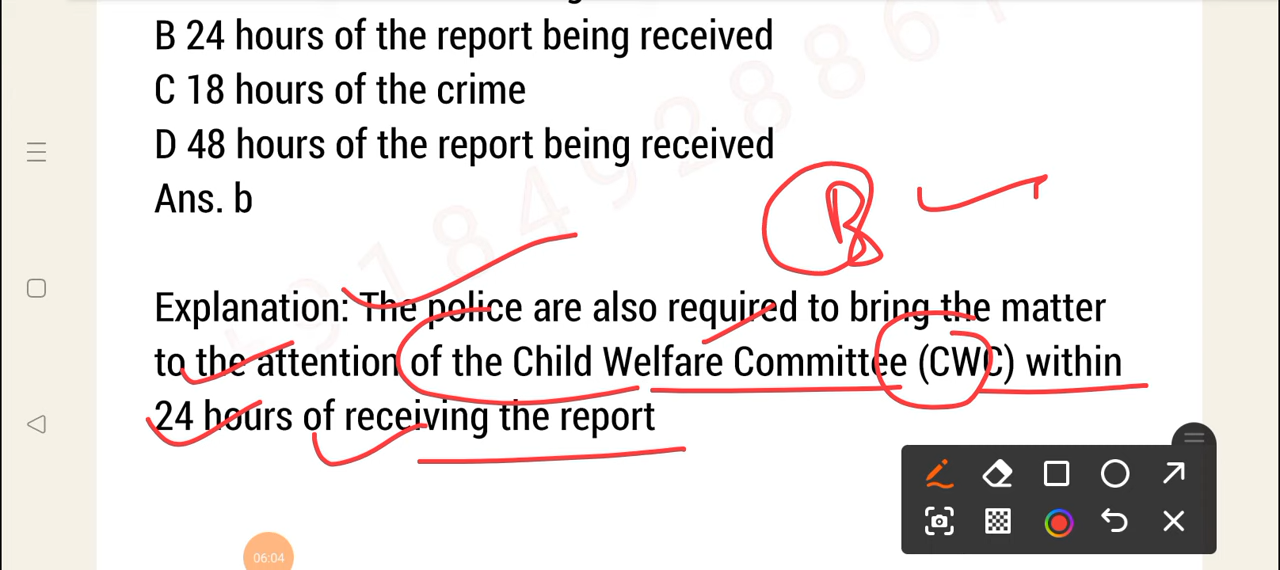 B 24 hours of the report being received
C 18 hours of the crime
D 48 hours of the report being received
Ans. b
B
Explanation: The police are also required to bring the matter
to the attention of the Child Welfare Committee (CWC) within
24 hours of receiving the report
06:04